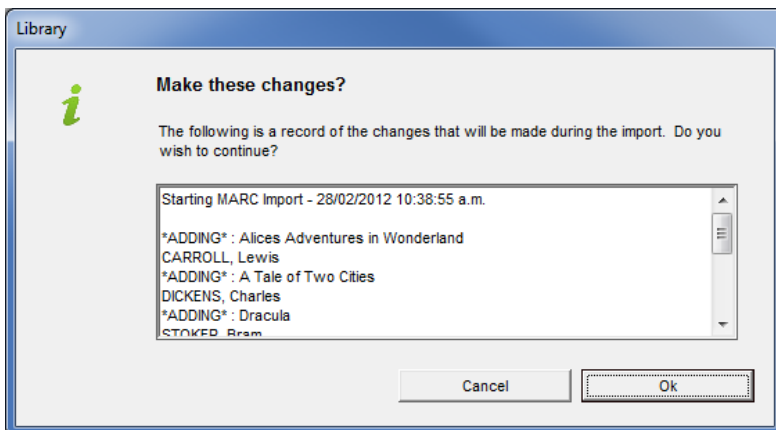 Library
Make these changes?
The following is a record of the changes that will be made during the import. Do you
wish to continue?
Starting MARC Import - 28/02/2012 10:38:55 a.m.
*ADDING* : Alices Adventures in Wonderland
CARROLL, Lewis
*ADDING* : A Tale of Two Cities
DICKENS, Charles
*ADDING* : Dracula
STOKER, Bram
Cancel
Ok